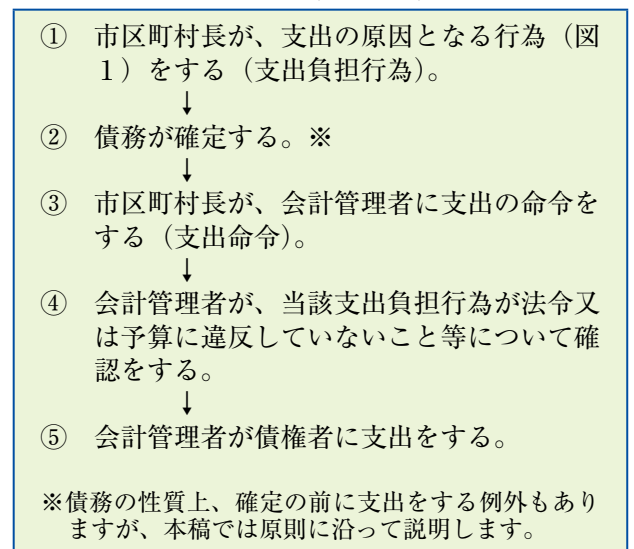 ① 市区町村長が、支出の原因となる行為（図
１）をする（支出負担行為）。
↓
② 債務が確定する。※
↓
③ 市区町村長が、会計管理者に支出の命令を
する（支出命令）。
↓
④ 会計管理者が、当該支出負担行為が法令又
は予算に違反していないこと等について確
認をする。
↓
⑤ 会計管理者が債権者に支出をする。
※債務の性質上、確定の前に支出をする例外もあり
ますが、本稿では原則に沿って説明します。